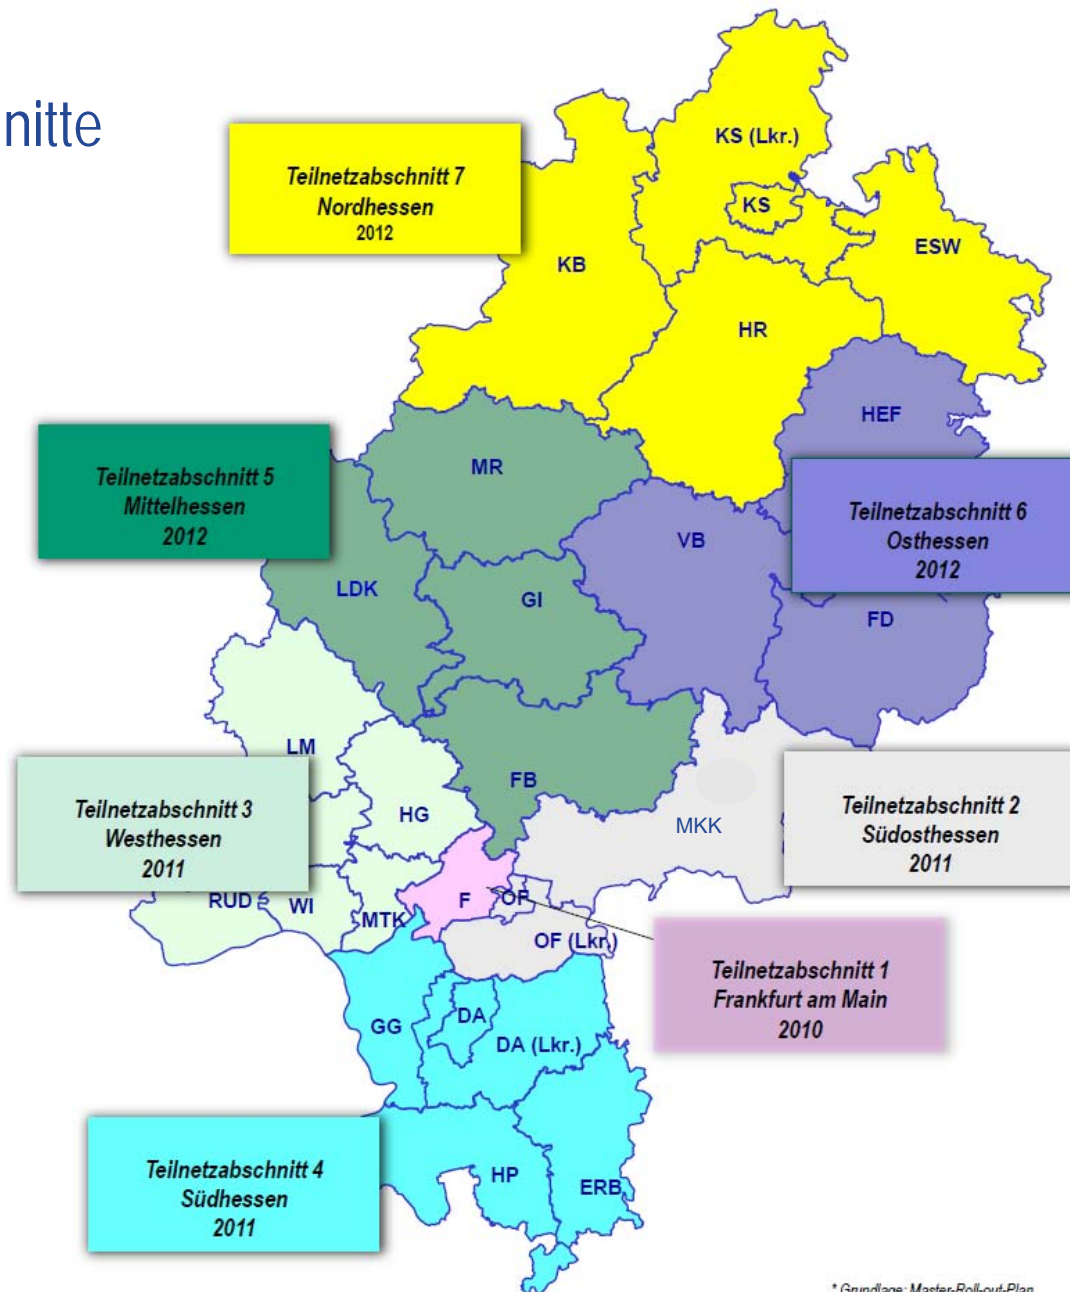 nitte
Teilnetzabschnitt 7
Nordhessen
2012
KS (Lkr.)
KS
ESW
KB
HR
HEF
Teilnetzabschnitt 5
Mittelhessen
2012
MR
Teilnetzabschnitt 6
Osthessen
2012
VB
LDK
GI
FD
LM
FB
Teilnetzabschnitt 3
Westhessen
2011
HG
MKK
Teilnetzabschnitt 2
Südosthessen
2011
RUD
WI
MTK
F
OF
OF (Lkr.)
Teilnetzabschnitt 1
Frankfurt am Main
2010
GG
DA
DA (Lkr.)
Teilnetzabschnitt 4
Südhessen
2011
HP
ERB
* Grundlage: Master-Roll-out-Plan